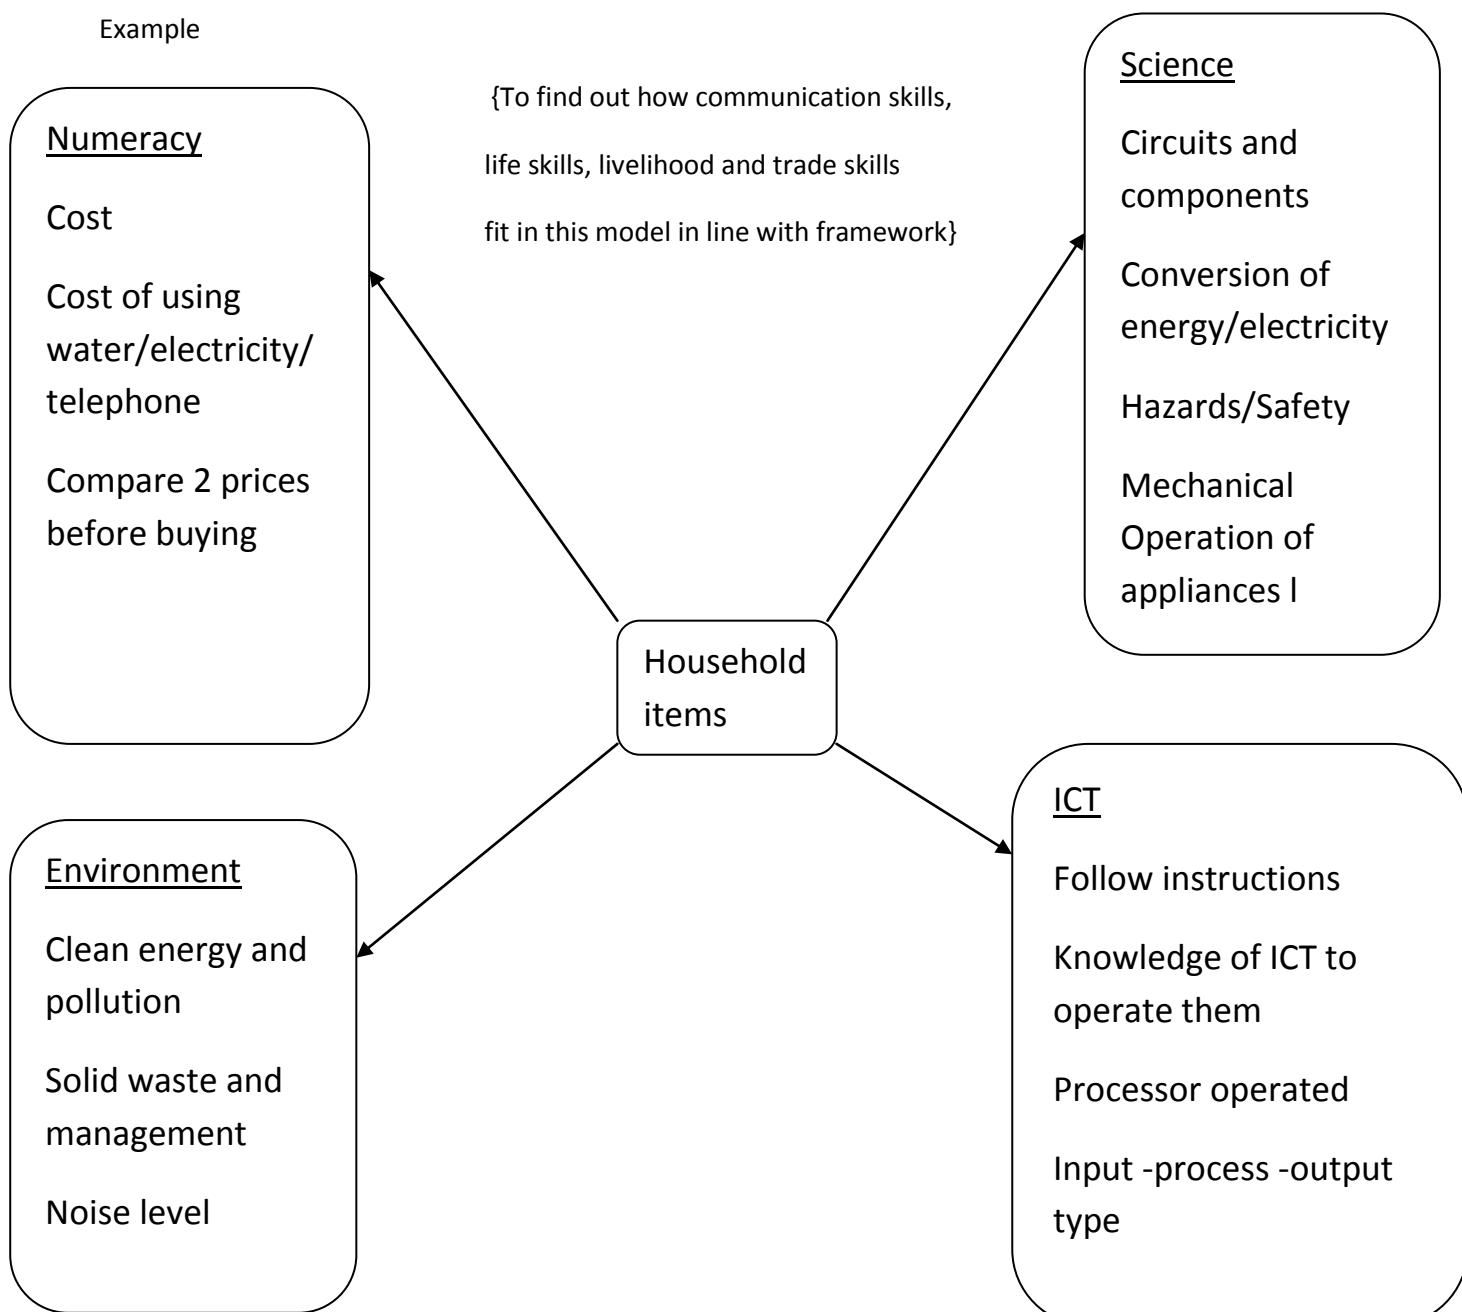 Example
{To find out how communication skills,
life skills, livelihood and trade skills
fit in this model in line with framework}
Numeracy
Cost
Cost of using
water/electricity/
telephone
Compare 2 prices
before buying
Science
Circuits and
components
Conversion of
energy/electricity
Hazards/Safety
Mechanical
Operation of
appliances l
Household
items
Environment
Clean energy and
pollution
Solid waste and
management
Noise level
ICT
Follow instructions
Knowledge of ICT to
operate them
Processor operated
Input -process -output
type